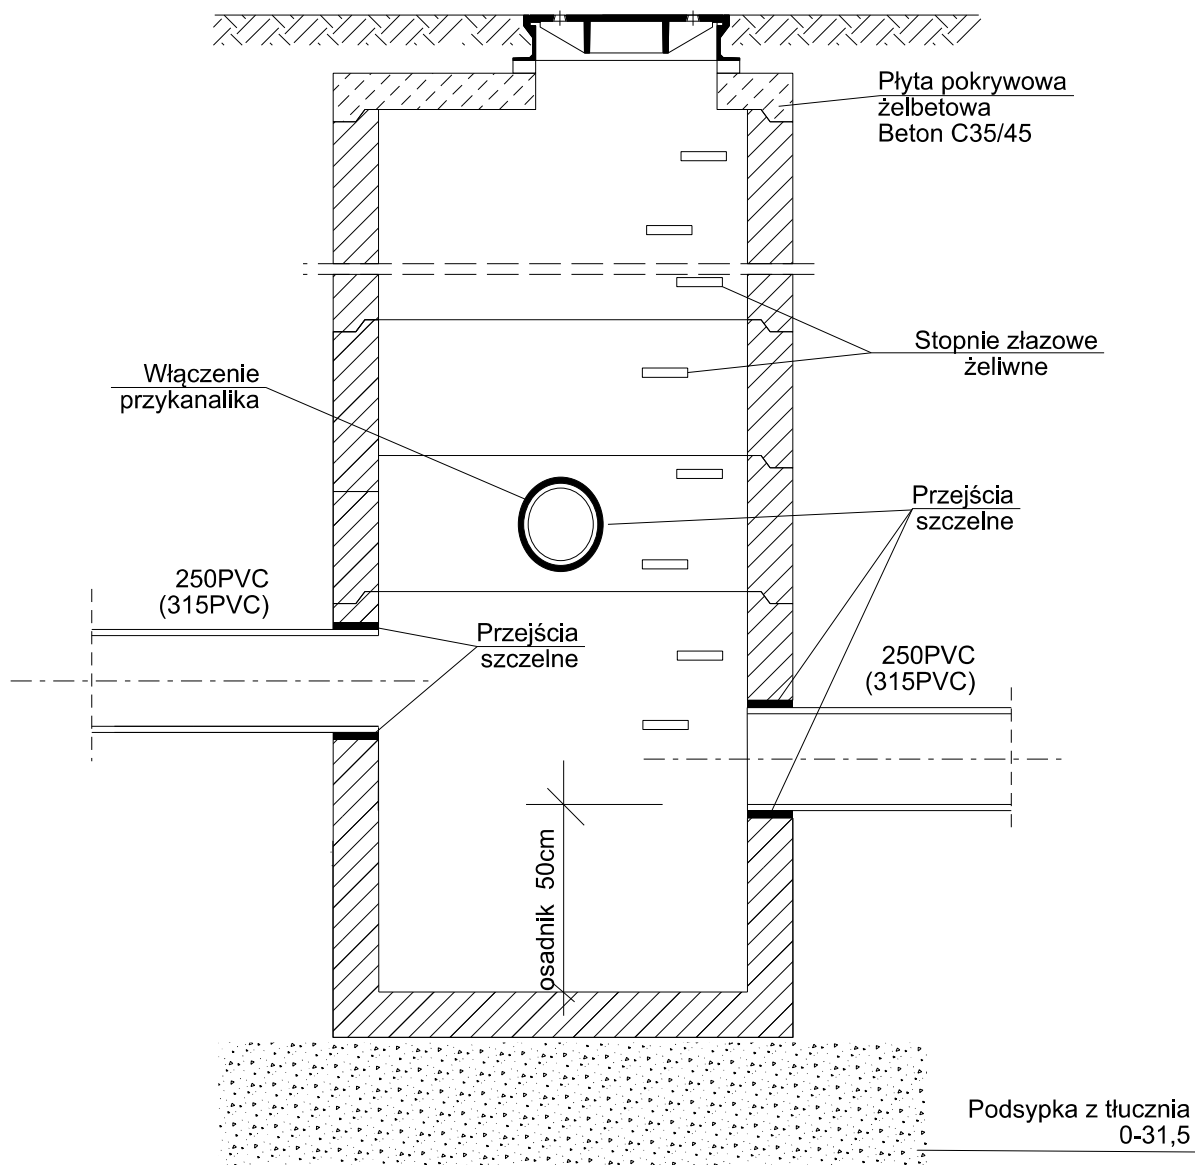 Płyta pokrywowa
żelbetowa
Beton C35/45
Stopnie złazowe
żeliwne
Włączenie
przykanalika
Przejścia
szczelne
250PVC
(315PVC)
Przejścia
szczelne
250PVC
(315PVC)
osadnik 50cm
Podsypka z tłucznia
0-31,5